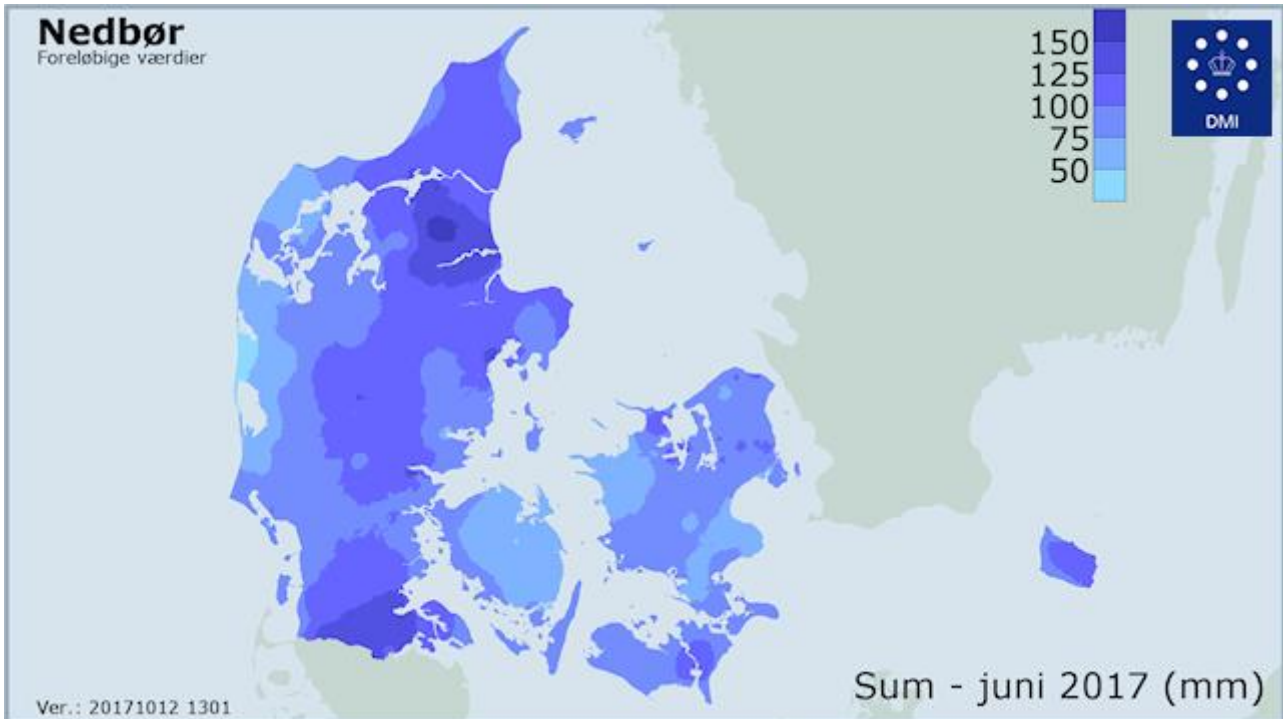 Nedbør
Foreløbige værdier
150
125
100
75
50
DMI
Sum - juni 2017 (mm)
Ver.: 20171012 1301